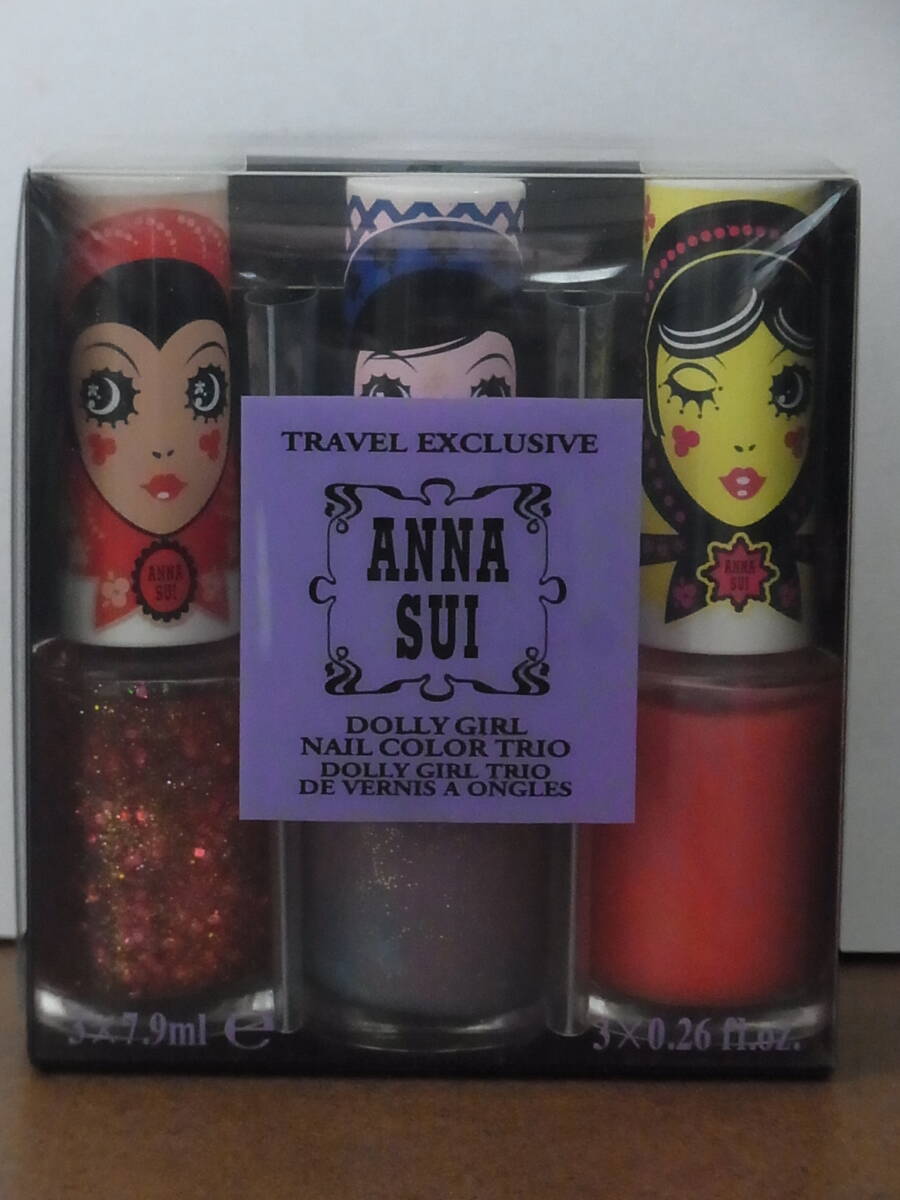 TRAVEL EXCLUSIVE
ANNA
SUI
DOLLY GIRL
NAIL COLOR TRIO
DOLLY GIRL TRIO
DE VERNIS A ONGLES
ANNA
SUI
ANNA
SUI
3×7.9ml ℮
3×0.26 fl.oz.